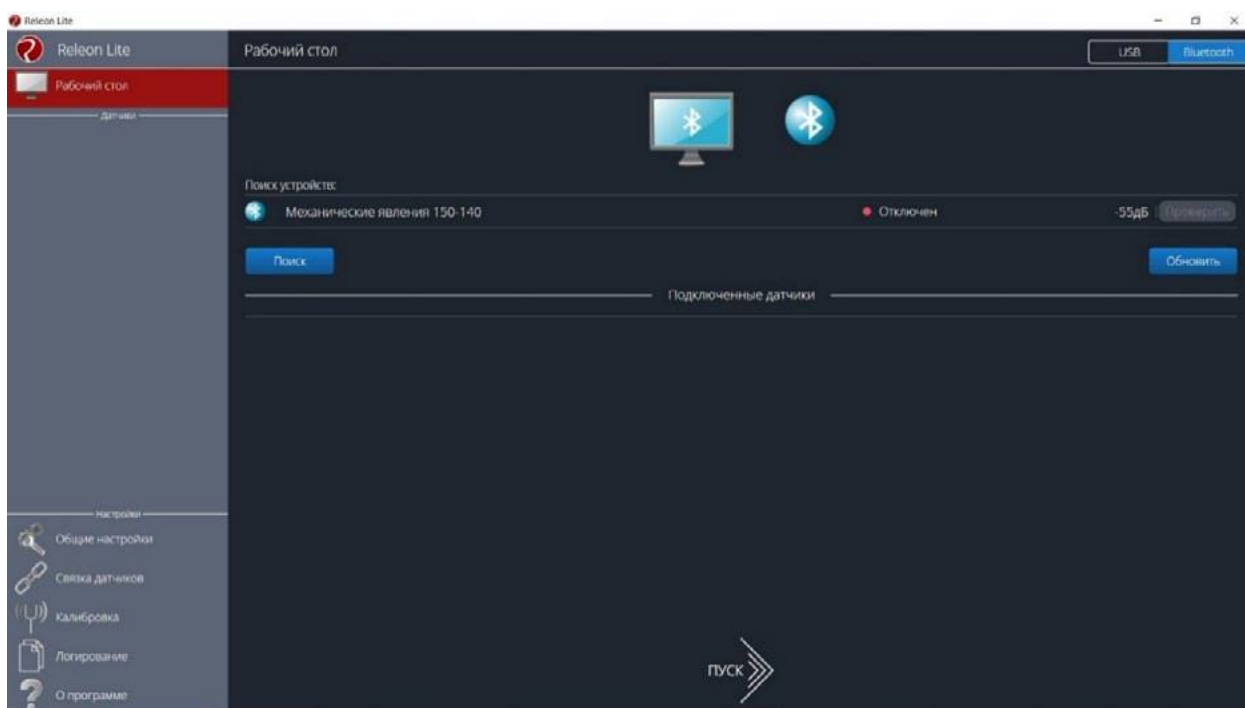 Releon Lite
Releon Lite
Рабочий стол
USB
Bluetooth
Рабочий стол
Датчики
Поиск устройств:
Механические явления 150-140
Отключен
-55дБ
Проверить
Поиск
Обновить
Подключенные датчики
Настройки
Общие настройки
Связка датчиков
Калибровка
Логирование
О программе
ПУСК